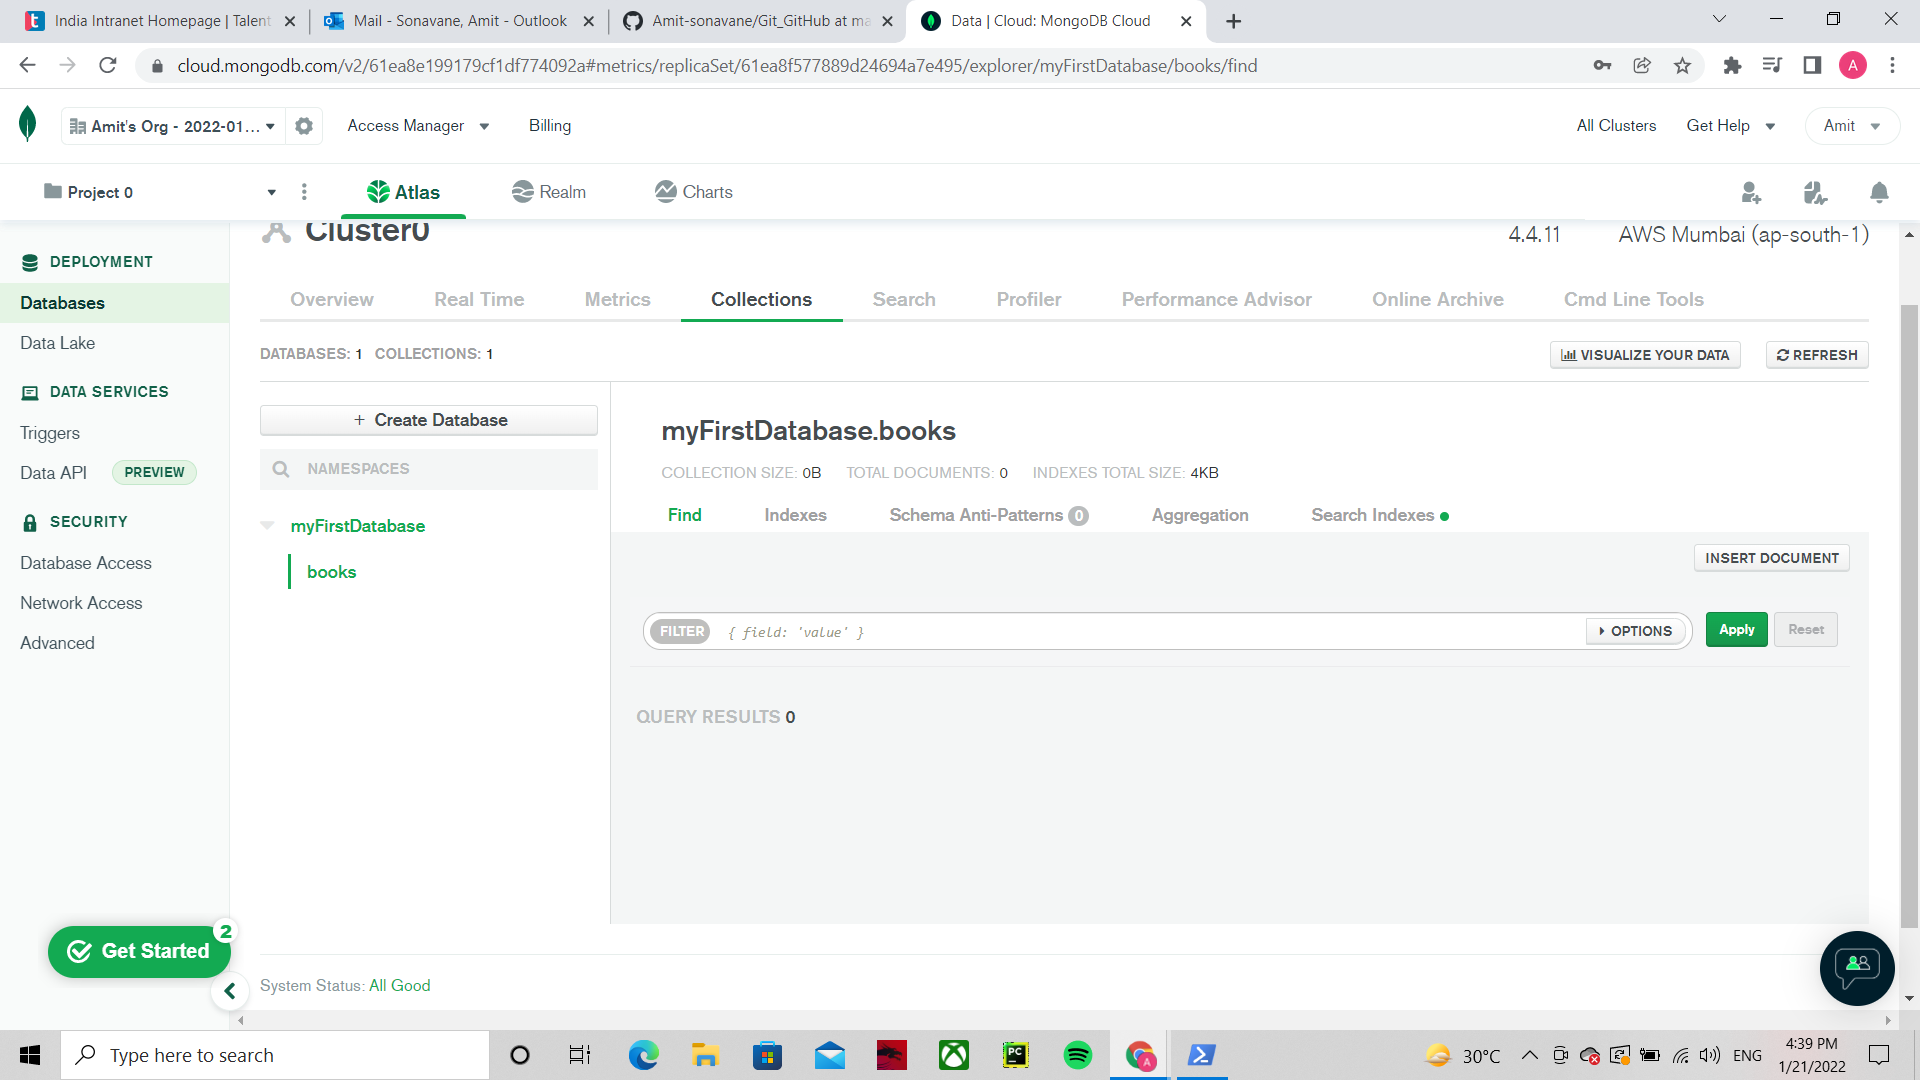 India Intranet Homepage | Talent
Mail - Sonavane, Amit - Outlook
Amit-sonavane/Git_GitHub at ma
Data | Cloud: MongoDB Cloud
cloud.mongodb.com/v2/61ea8e199179cf1df774092a#metrics/replicaSet/61ea8f577889d24694a7e495/explorer/myFirstDatabase/books/find
A
Amit's Org - 2022-01...
Access Manager
Billing
All Clusters
Get Help
Amit
Project 0
Atlas
Realm
Charts
Cluster0
4.4.11
AWS Mumbai (ap-south-1)
DEPLOYMENT
Databases
Data Lake
DATA SERVICES
Triggers
Data API PREVIEW
SECURITY
Database Access
Network Access
Advanced
Get Started
2
Overview
Real Time
Metrics
Collections
Search
Profiler
Performance Advisor
Online Archive
Cmd Line Tools
DATABASES: 1 COLLECTIONS: 1
VISUALIZE YOUR DATA
REFRESH
+ Create Database
NAMESPACES
myFirstDatabase
books
myFirstDatabase.books
COLLECTION SIZE: 0B TOTAL DOCUMENTS: 0 INDEXES TOTAL SIZE: 4KB
Find
Indexes
Schema Anti-Patterns 0
Aggregation
Search Indexes
INSERT DOCUMENT
FILTER { field: 'value' }
OPTIONS
Apply
Reset
QUERY RESULTS 0
System Status: All Good
Type here to search
PC
A
30°C
ENG
4:39 PM
1/21/2022